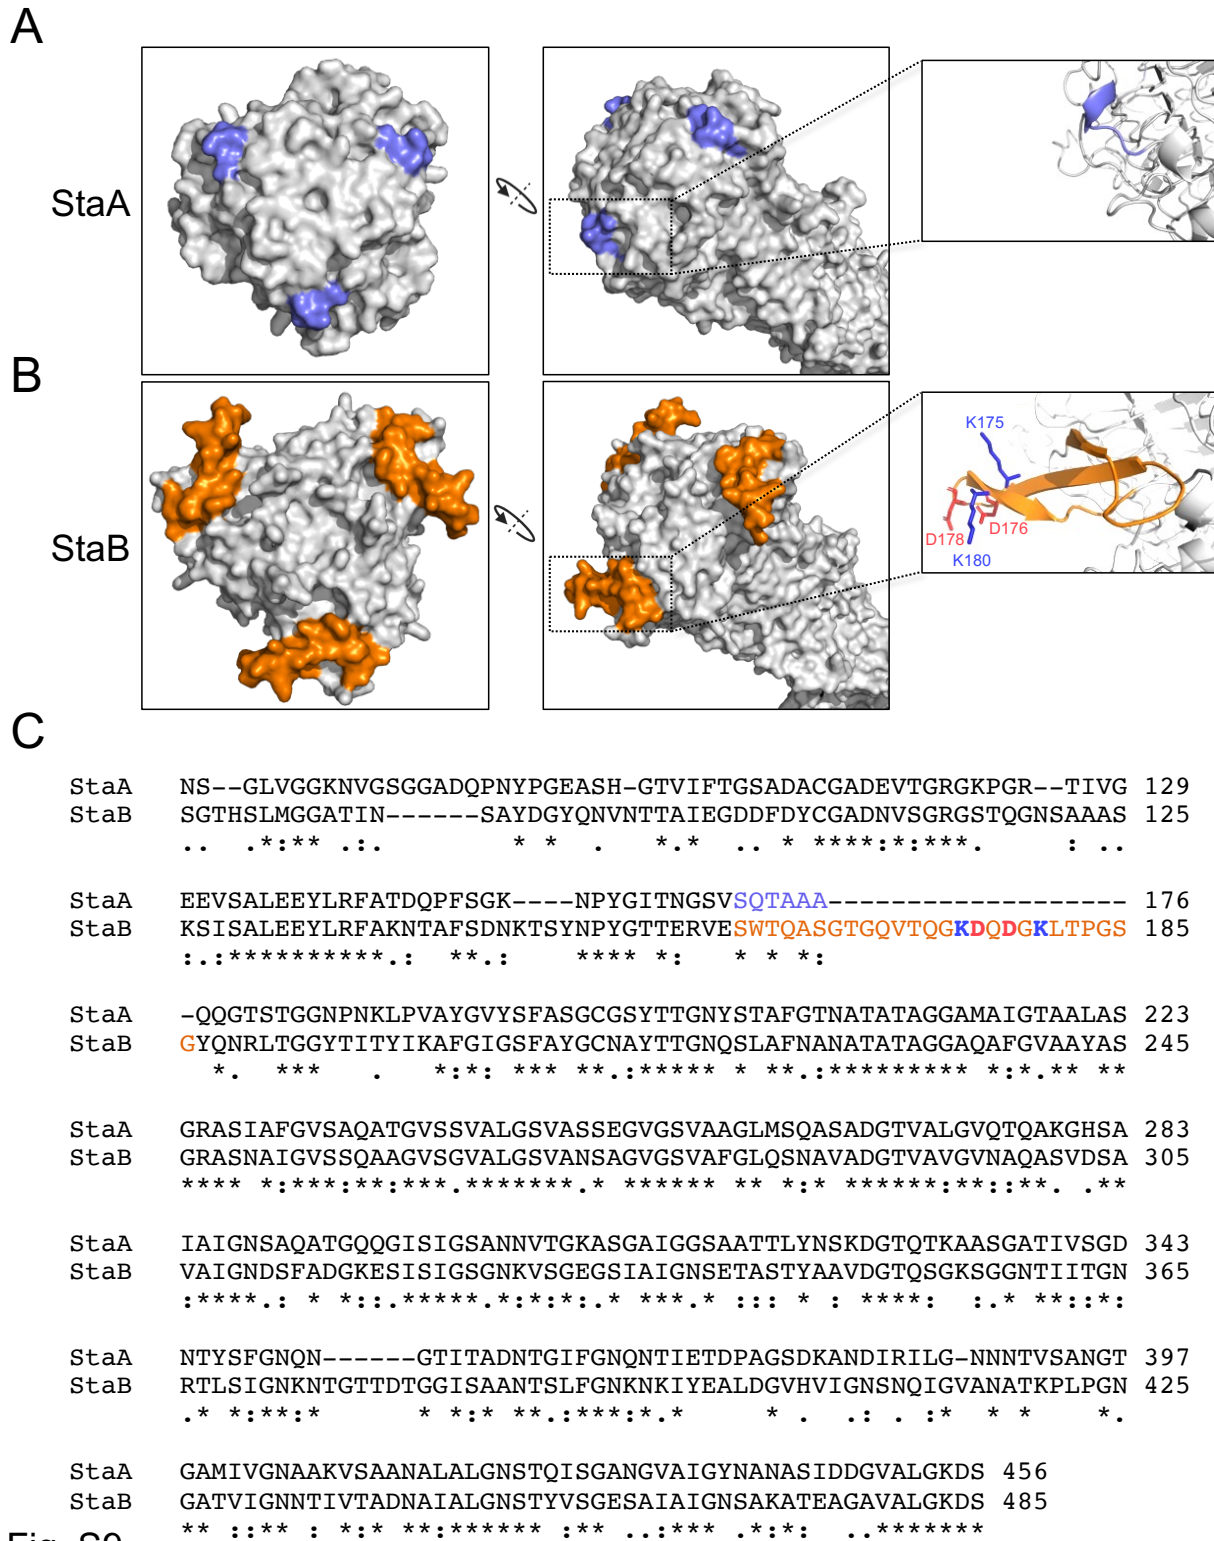 A
StaA
B
StaB
K175
D178
D176
K180
C
StaA NS--GLVGGKNVGSGGADQPNYPGEASH-GTVIFTGSADACGADEVTGRGKPGR--TIVG 129
StaB SGTHSLMGGATIN------SAYDGYQNVNTTAIEGDDFDYCGADNVSGRGSTQGNSAAAS 125
.. .*:** .:. * * . *.* .. * ****:*:***. : ..
StaA EEVSALEEYLRFATDQPFSGK----NPYGITNGSVSQTAAA------------------- 176
StaB KSISALEEYLRFAKNTAFSDNKTSYNPYGTTERVESWTQASGTGQVTQGKDQDGKLTPGS 185
:.:**********.: **.: **** *: * * *:
StaA -QQGTSTGGNPNKLPVAYGVYSFASGCGSYTTGNYSTAFGTNATATAGGAMAIGTAALAS 223
StaB GYQNRLTGGYTITYIKAFGIGSFAYGCNAYTTGNQSLAFNANATATAGGAQAFGVAAYAS 245
*. *** . *:*: *** **.:***** * **.:********* *:*.** **
StaA GRASIAFGVSAQATGVSSVALGSVASSEGVGSVAAGLMSQASADGTVALGVQTQAKGHSA 283
StaB GRASNAIGVSSQAAGVSGVALGSVANSAGVGSVAFGLQSNAVADGTVAVGVNAQASVDSA 305
**** *:***:**:***.*******.* ****** ** *:* ******:**::**. .**
StaA IAIGNSAQATGQQGISIGSANNVTGKASGAIGGSAATTLYNSKDGTQTKAASGATIVSGD 343
StaB VAIGNDSFADGKESISIGSGNKVSGEGSIAIGNSETASTYAAVDGTQSGKSGGNTIITGN 365
:****.: * *::.*****.*:*:*:.* ***.* ::: * : ****: :.* **::*:
StaA NTYSFGNQN------GTITADNTGIFGNQNTIETDPAGSDKANDIRILG-NNNTVSANGT 397
StaB RTLSIGNKNTGTTDTGGISAANTSLFGNKNKIYEALDGVHVIGNSNQIGVANATKPLPGN 425
.* *:**:* * *:* **.:***:*.* * . .: . :* * * *.
StaA GAMIVGNAAKVSAANALALGNSTQISGANGVAIGYNANASIDDGVALGKDS 456
StaB GATVIGNNTIVTADNAIALGNSTYVSGESAIAIGNSAKATEAGAVALGKDS 485
** ::** : *:* **:****** :** ..:*** .*:*: ..*******